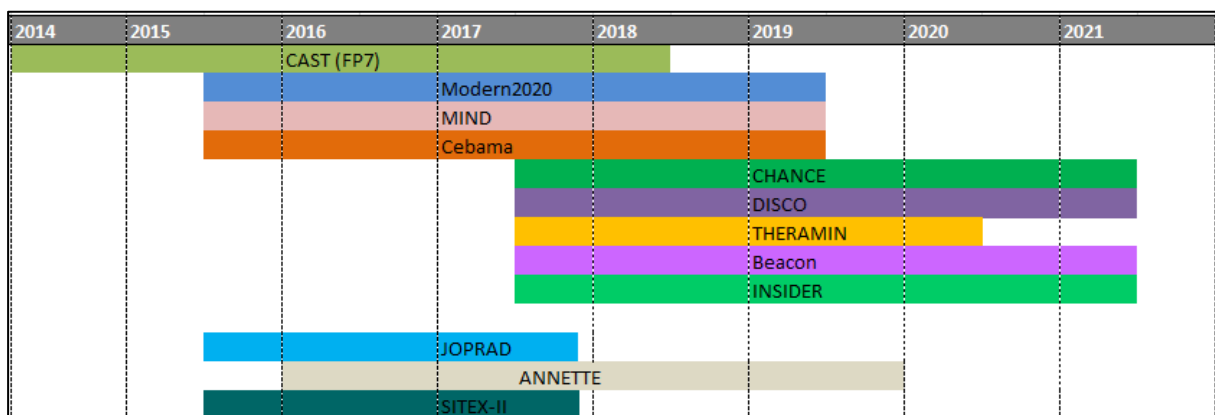 2014 2015 2016 2017 2018 2019 2020 2021
CAST (FP7)
Modern2020
MIND
Cebama
CHANCE
DISCO
THERAMIN
Beacon
INSIDER
JOPRAD
ANNETTE
SITEX-II